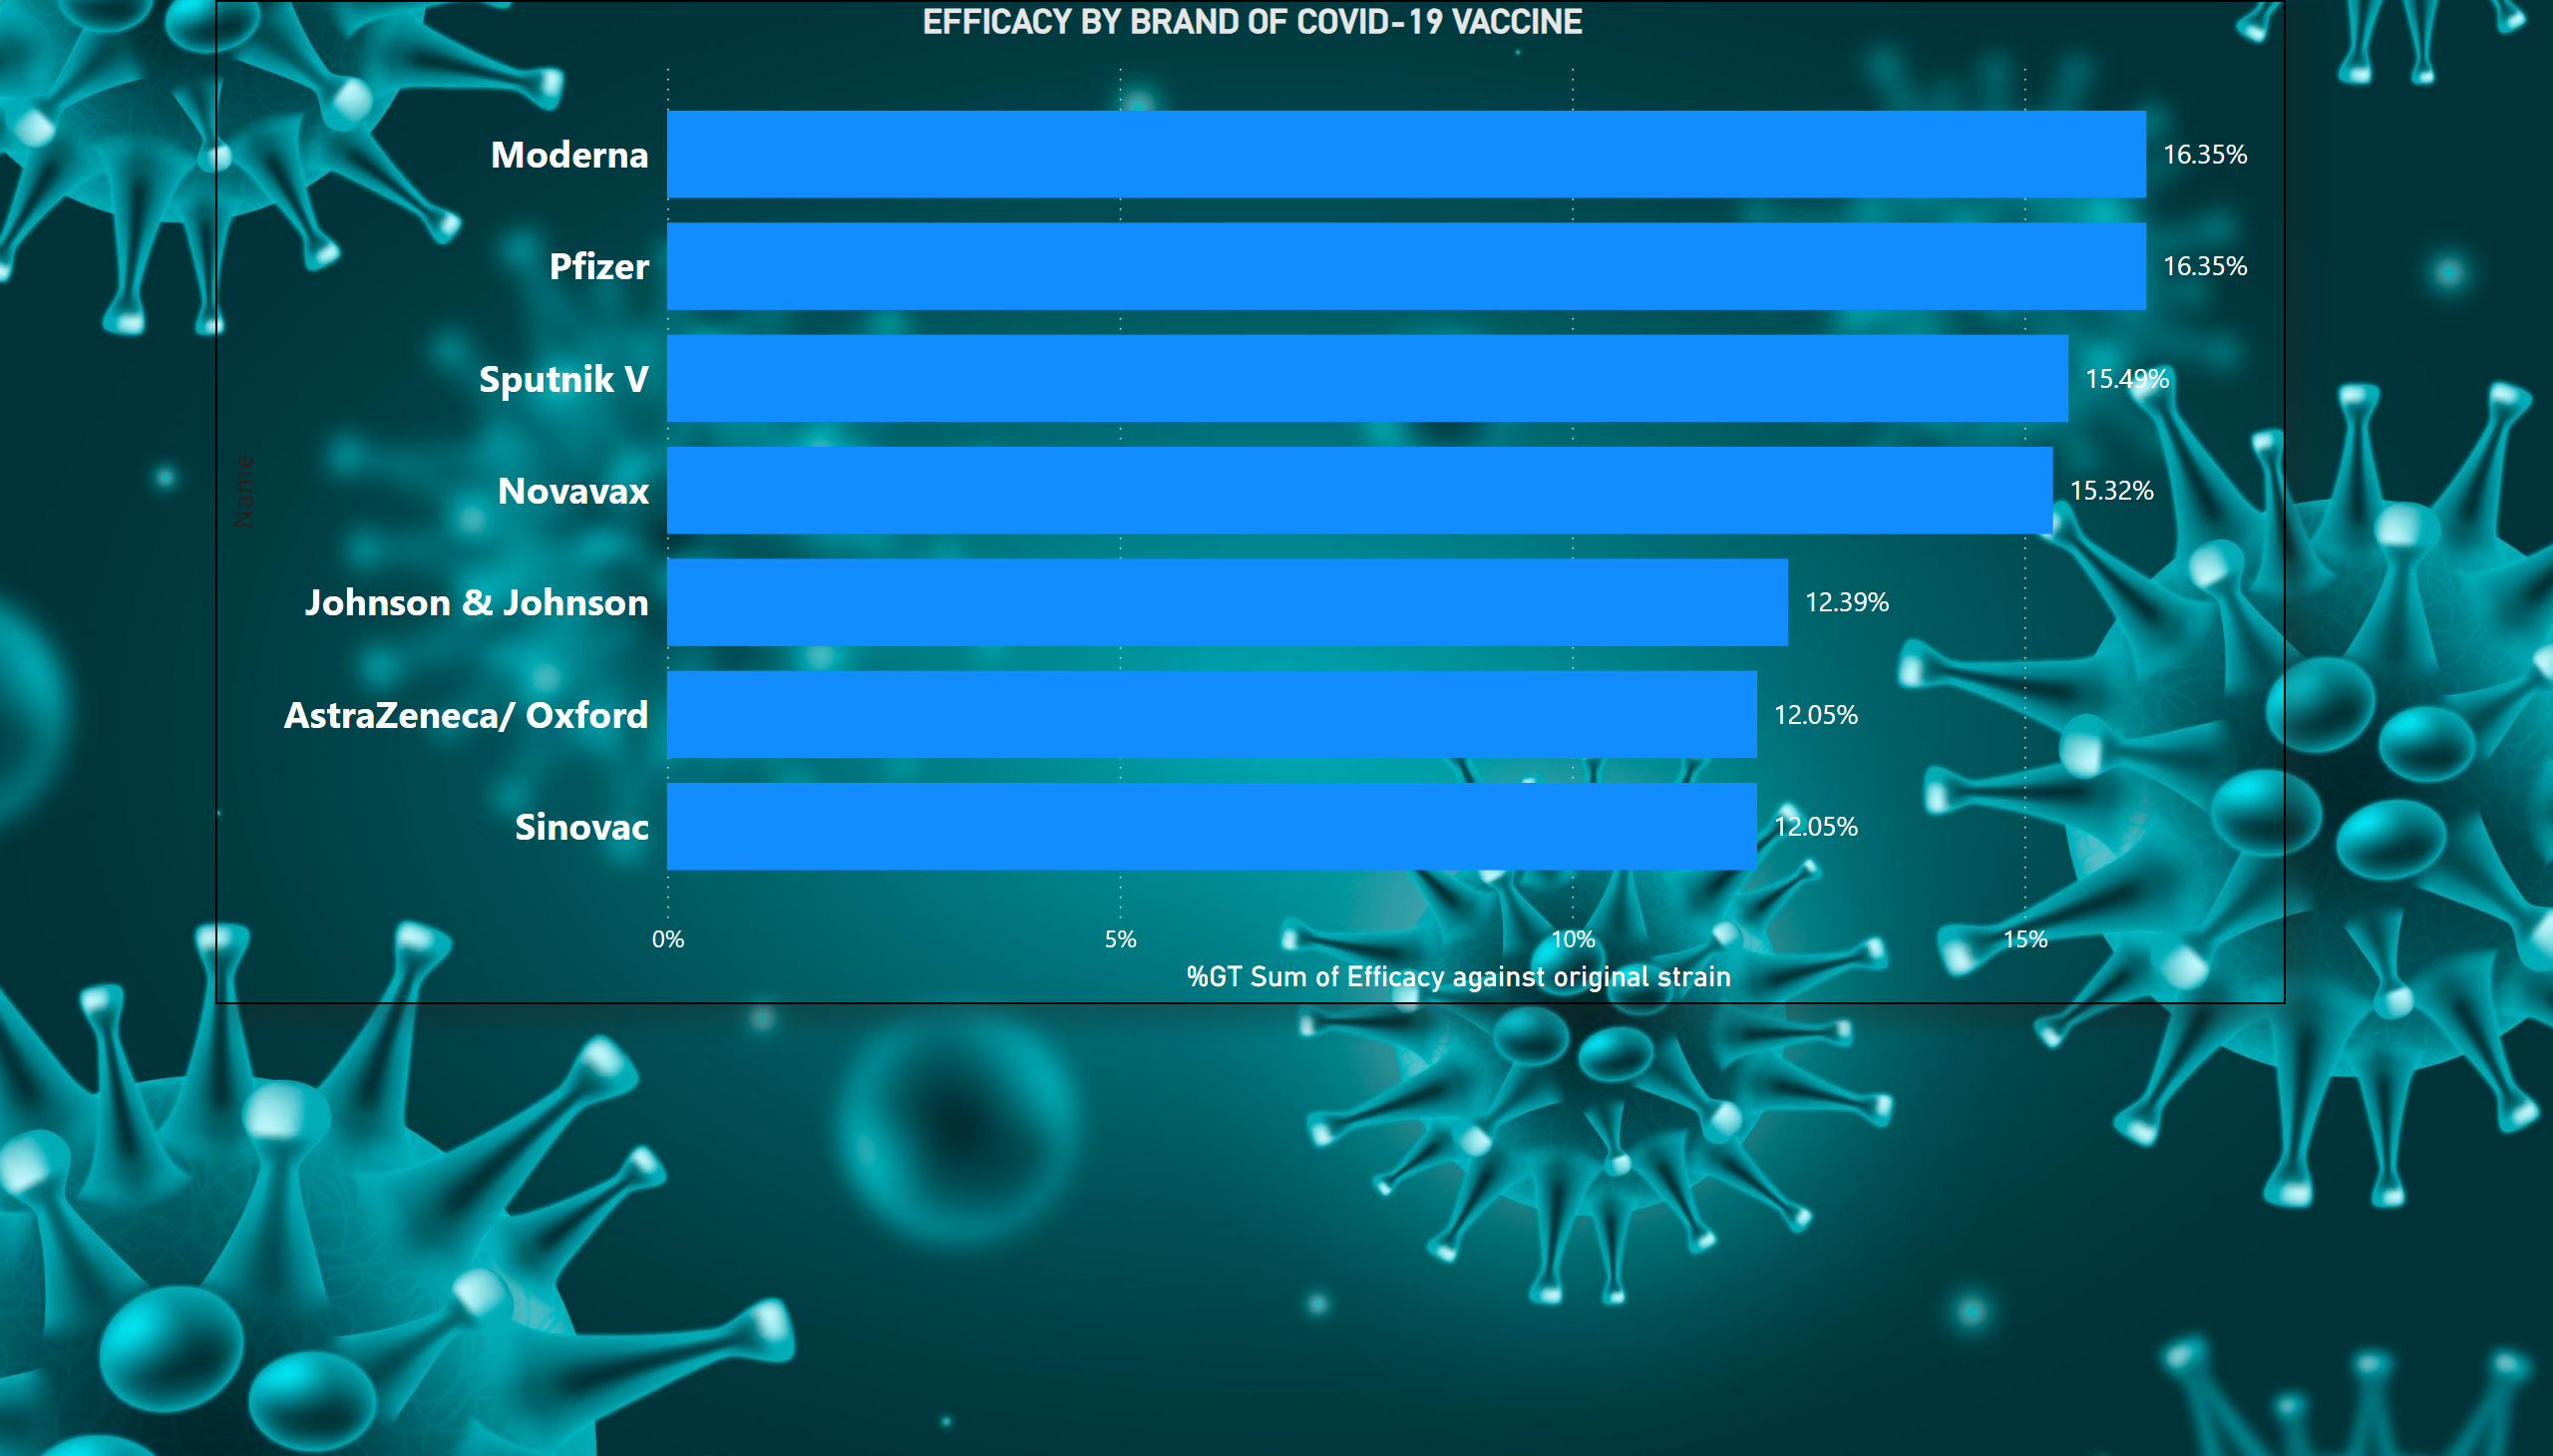 EFFICACY BY BRAND OF COVID-19 VACCINE
Name
Moderna 16.35%
Pfizer 16.35%
Sputnik V 15.49%
Novavax 15.32%
Johnson & Johnson 12.39%
AstraZeneca/ Oxford 12.05%
Sinovac 12.05%
0% 5% 10% 15%
%GT Sum of Efficacy against original strain